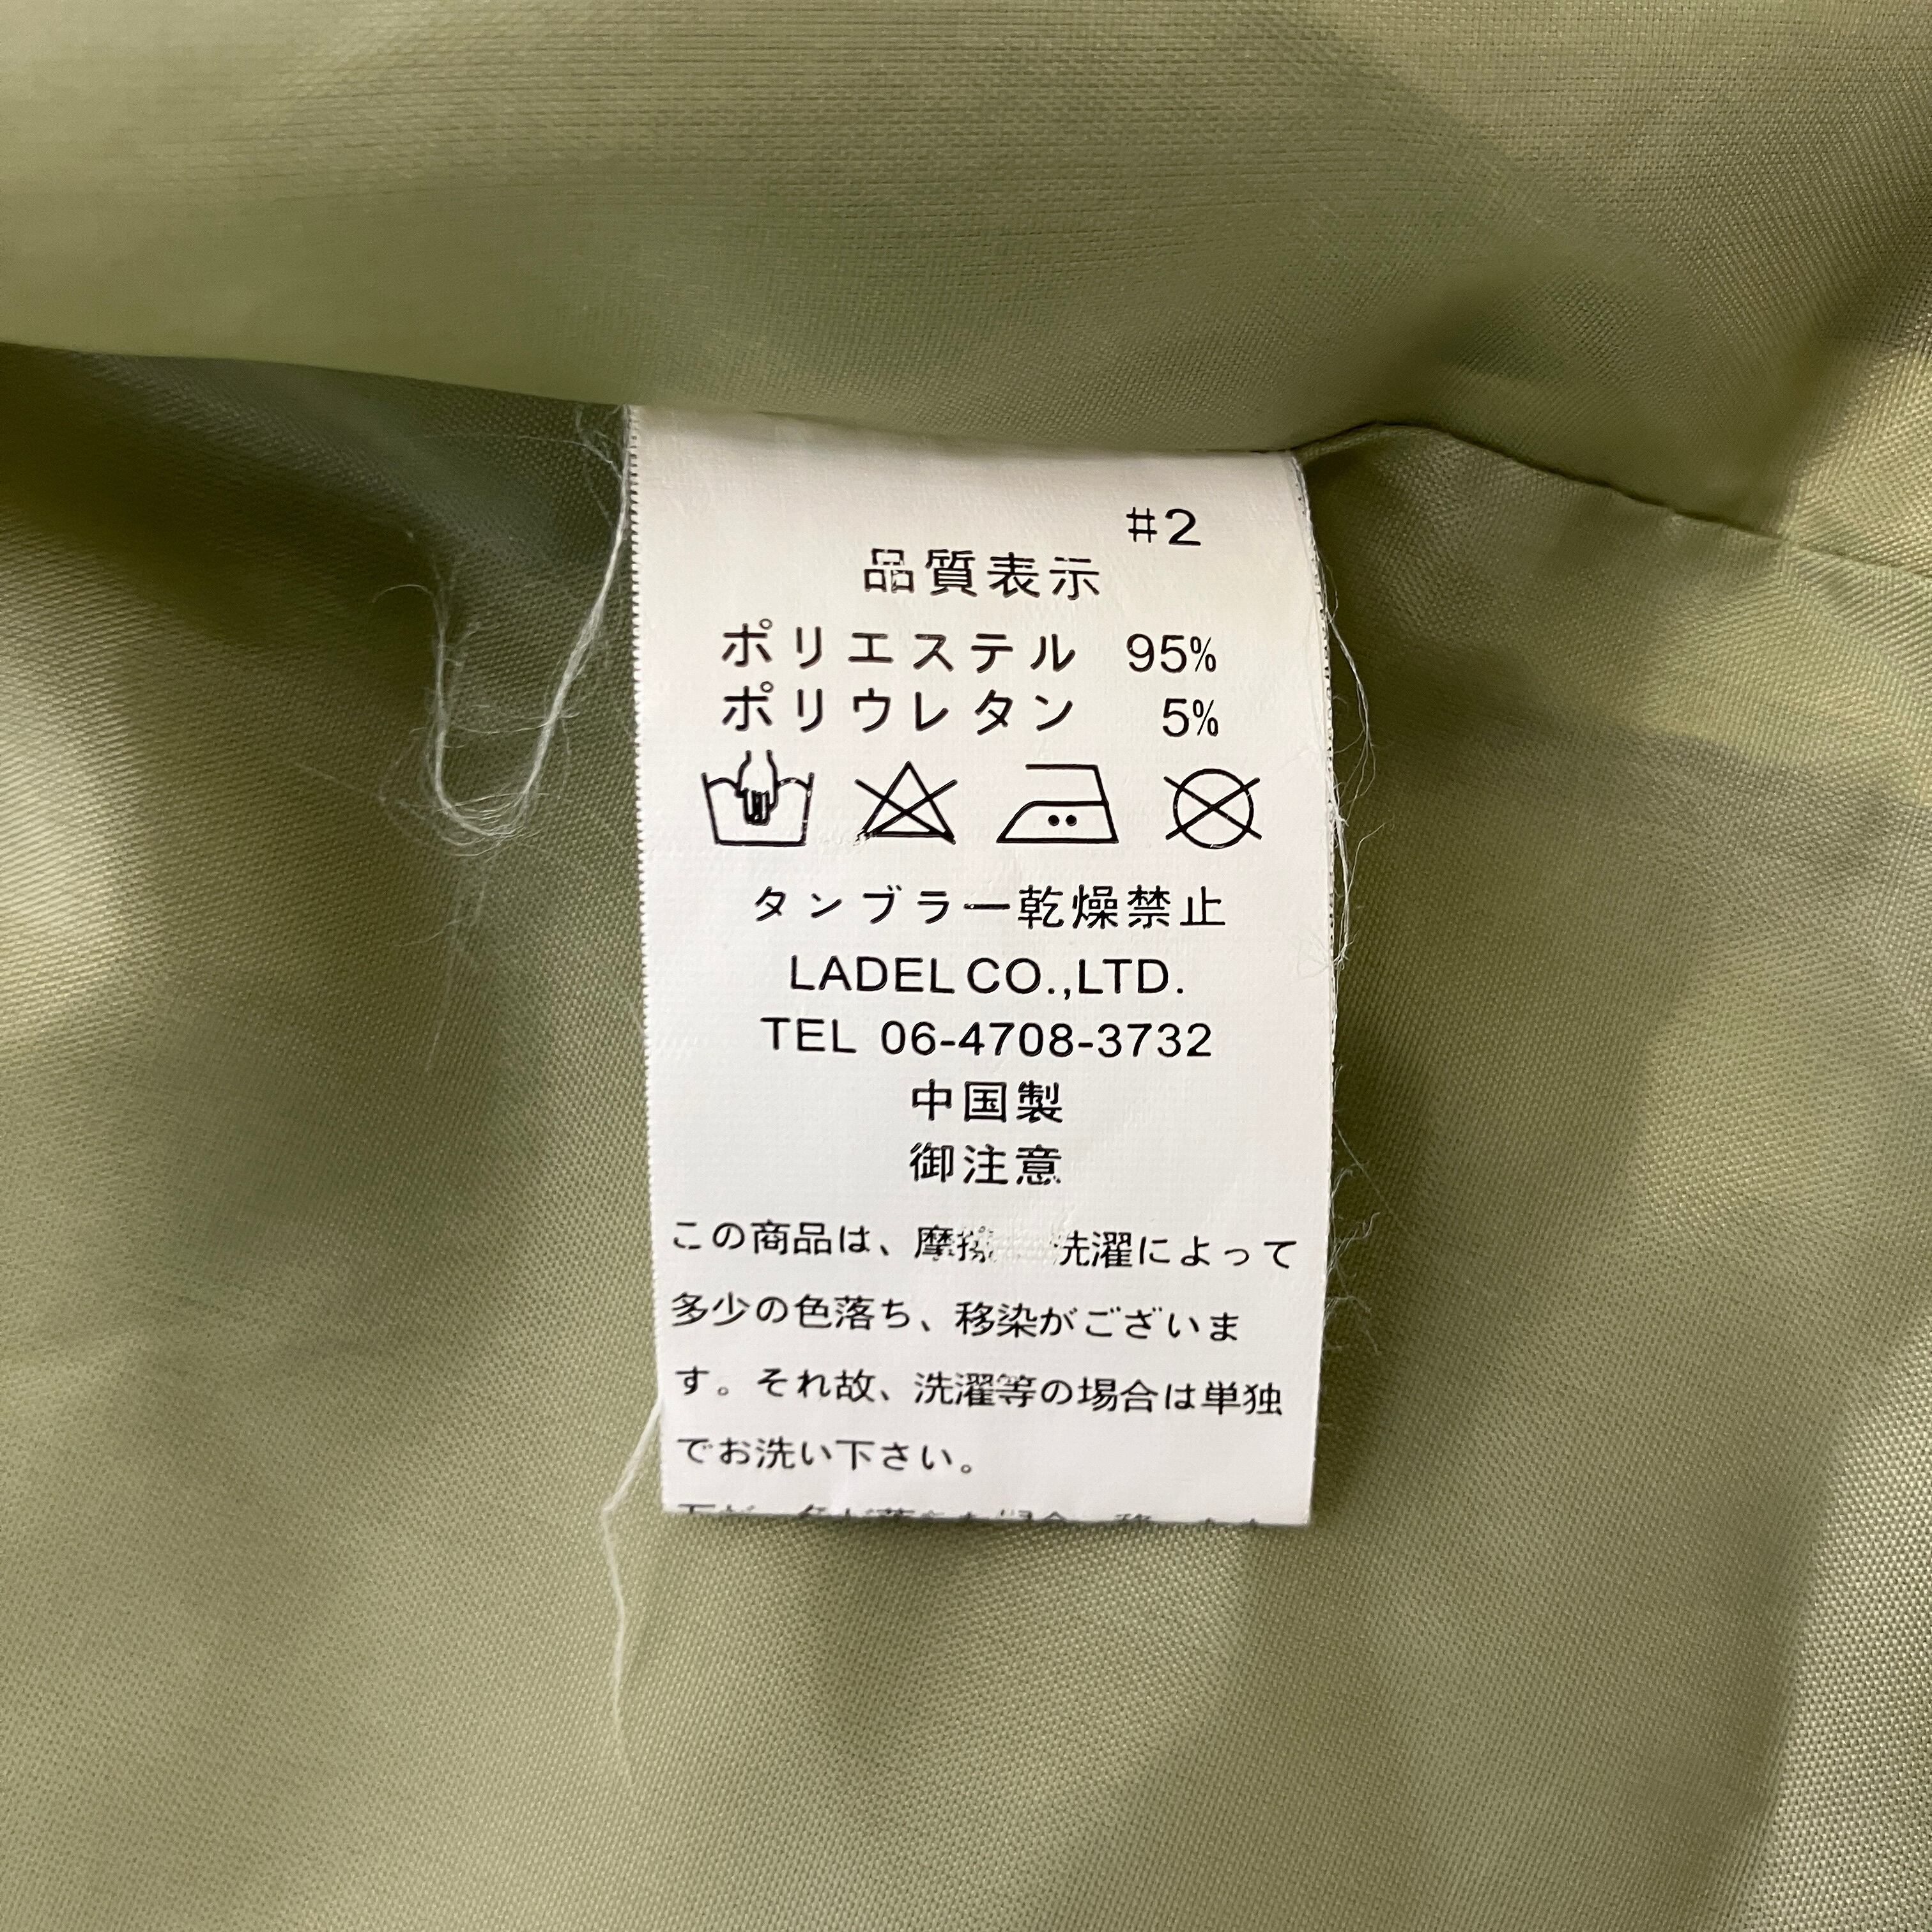 #2
品質表示
ポリエステル 95%
ポリウレタン 5%
タンブラー乾燥禁止
LADEL CO.,LTD.
TEL 06-4708-3732
中国製
御注意
この商品は、摩擦 洗濯によって
多少の色落ち、移染がございま
す。それ故、洗濯等の場合は単独
でお洗い下さい。